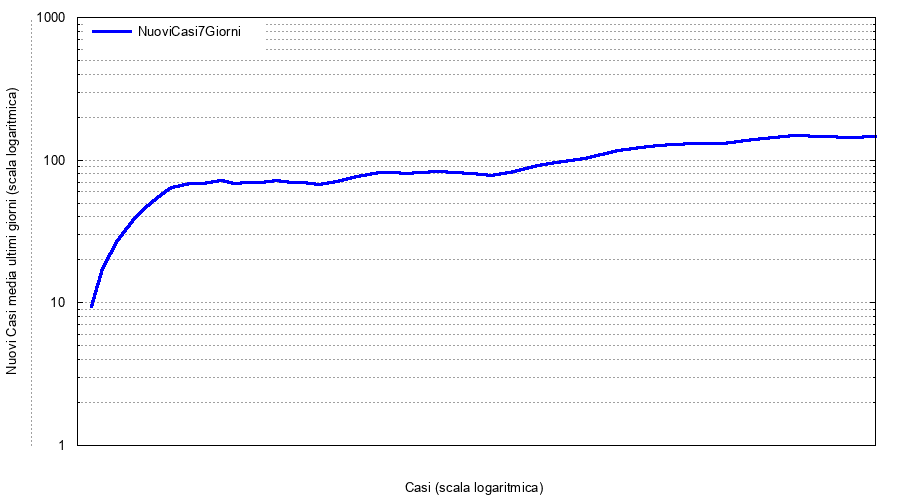 1000
NuoviCasi7Giorni
100
10
1
Nuovi Casi media ultimi giorni (scala logaritmica)
Casi (scala logaritmica)